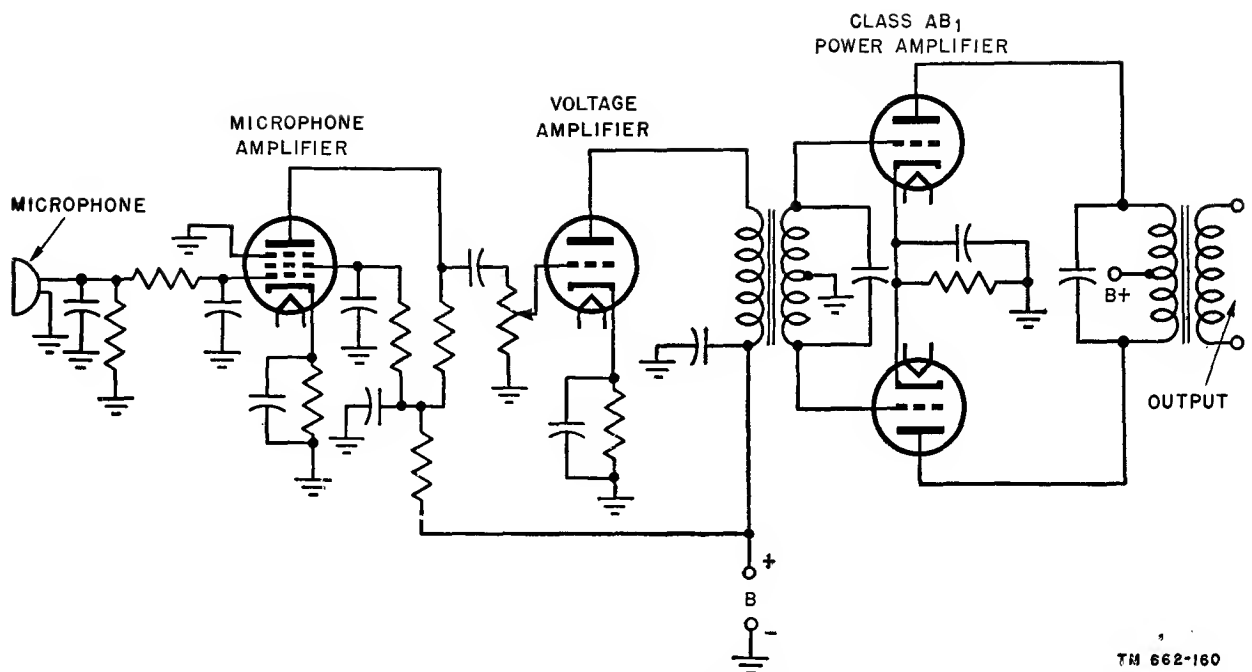 CLASS AB₁
POWER AMPLIFIER
VOLTAGE
AMPLIFIER
MICROPHONE
AMPLIFIER
MICROPHONE
B+
OUTPUT
+
B
-
TM 662-160